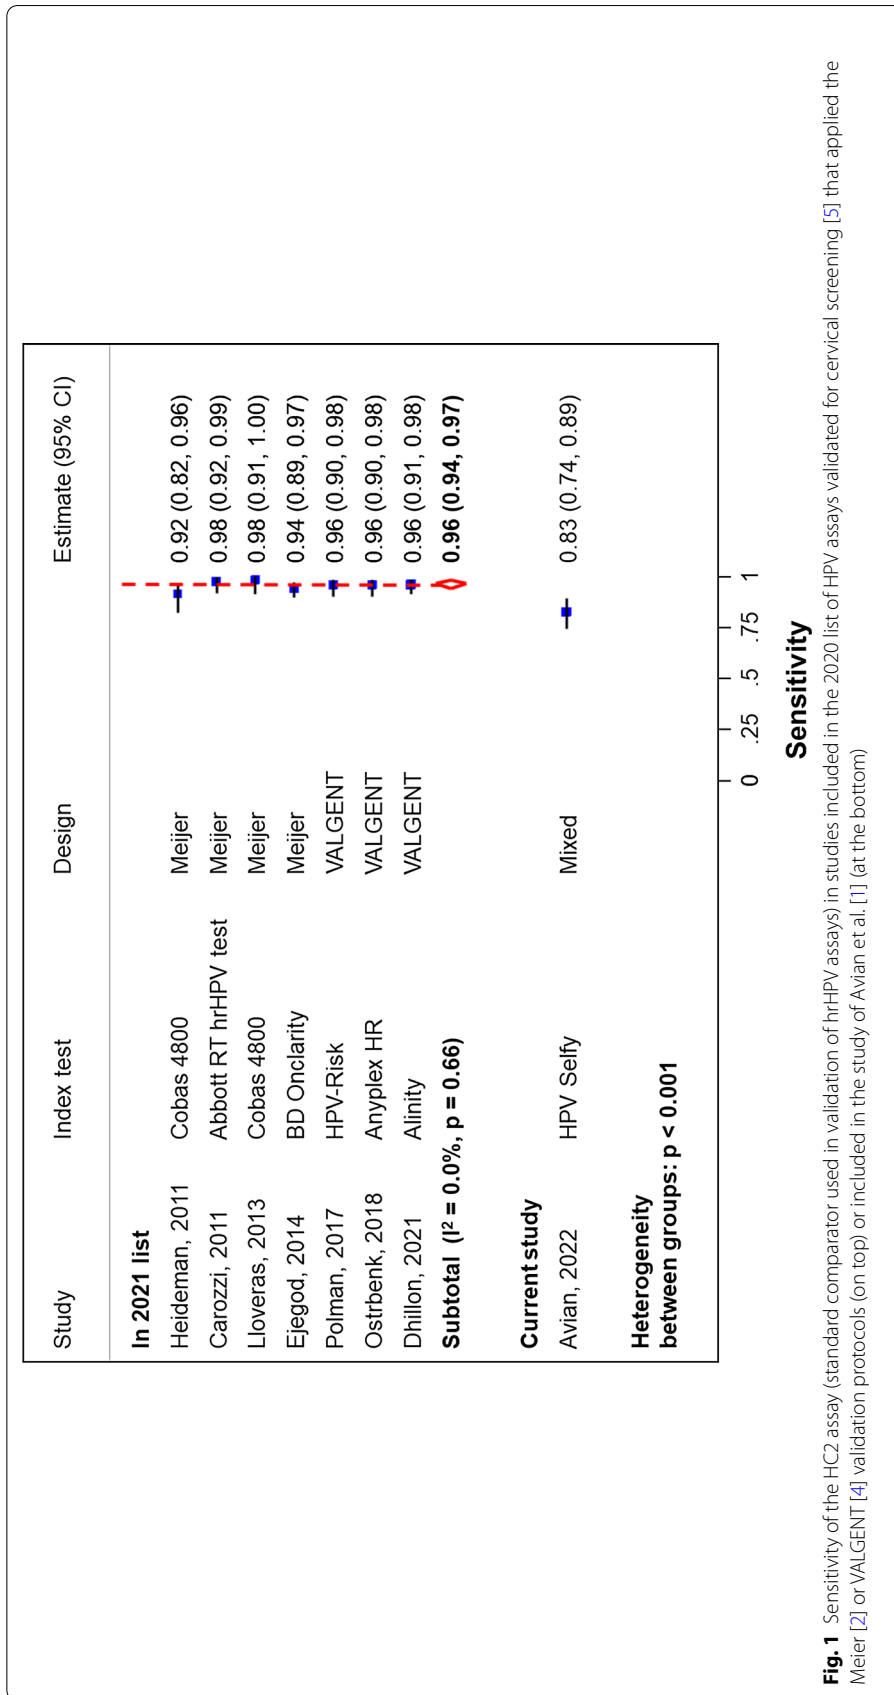 Study Index test Design Estimate (95% CI)
In 2021 list
Heideman, 2011 Cobas 4800 Meijer 0.92 (0.82, 0.96)
Carozzi, 2011 Abbott RT hrHPV test Meijer 0.98 (0.92, 0.99)
Lloveras, 2013 Cobas 4800 Meijer 0.98 (0.91, 1.00)
Ejegod, 2014 BD Onclarity Meijer 0.94 (0.89, 0.97)
Polman, 2017 HPV-Risk VALGENT 0.96 (0.90, 0.98)
Ostrbenk, 2018 Anyplex HR VALGENT 0.96 (0.90, 0.98)
Dhillon, 2021 Alinity VALGENT 0.96 (0.91, 0.98)
Subtotal (I² = 0.0%, p = 0.66) 0.96 (0.94, 0.97)
Current study
Avian, 2022 HPV Selfy Mixed 0.83 (0.74, 0.89)
Heterogeneity
between groups: p < 0.001
0 .25 .5 .75 1
Sensitivity
Fig. 1 Sensitivity of the HC2 assay (standard comparator used in validation of hrHPV assays) in studies included in the 2020 list of HPV assays validated for cervical screening [5] that applied the
Meier [2] or VALGENT [4] validation protocols (on top) or included in the study of Avian et al. [1] (at the bottom)